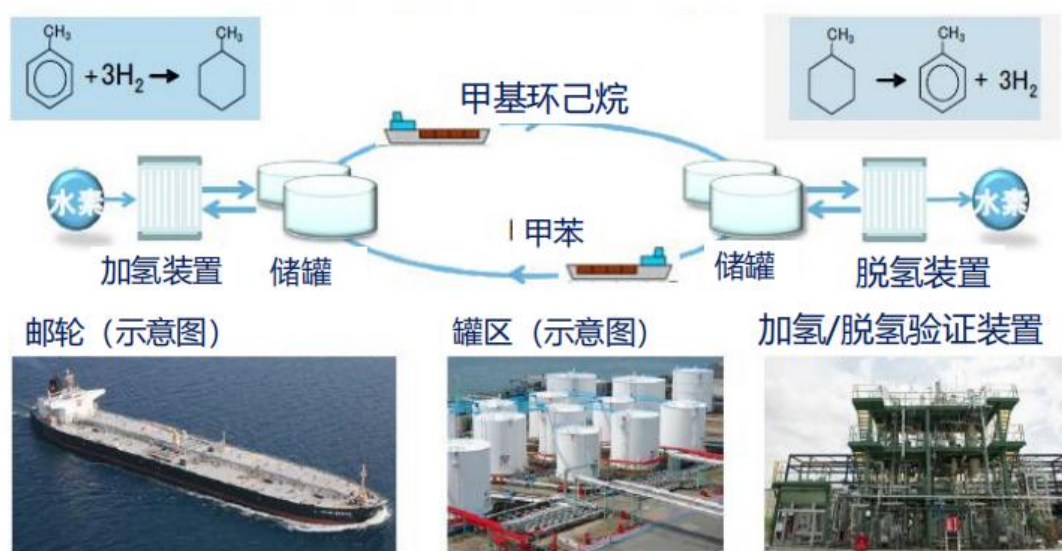 CH₃
+3H₂ →
CH₃
CH₃
→
CH₃
+ 3H₂
甲基环己烷
水素
水素
甲苯
加氢装置
储罐
储罐
脱氢装置
邮轮（示意图）
罐区（示意图）
加氢/脱氢验证装置